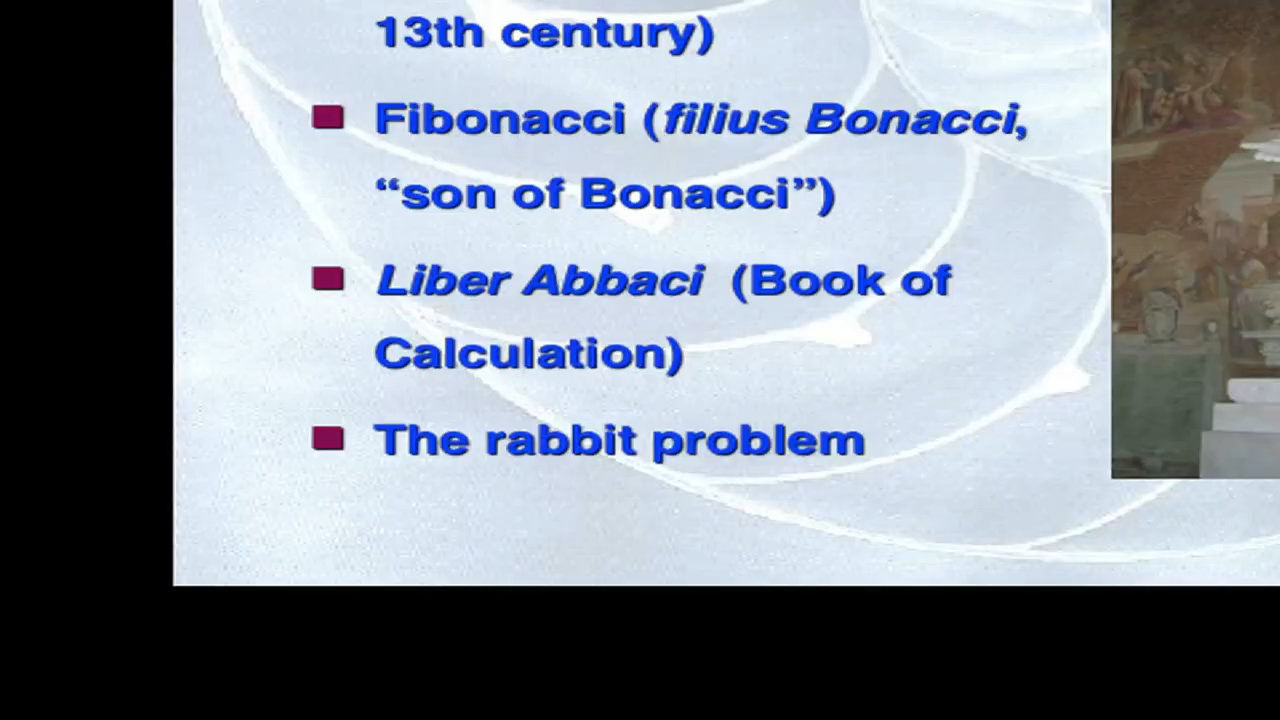 13th century)
Fibonacci (filius Bonacci,
“son of Bonacci”)
Liber Abbaci (Book of
Calculation)
The rabbit problem